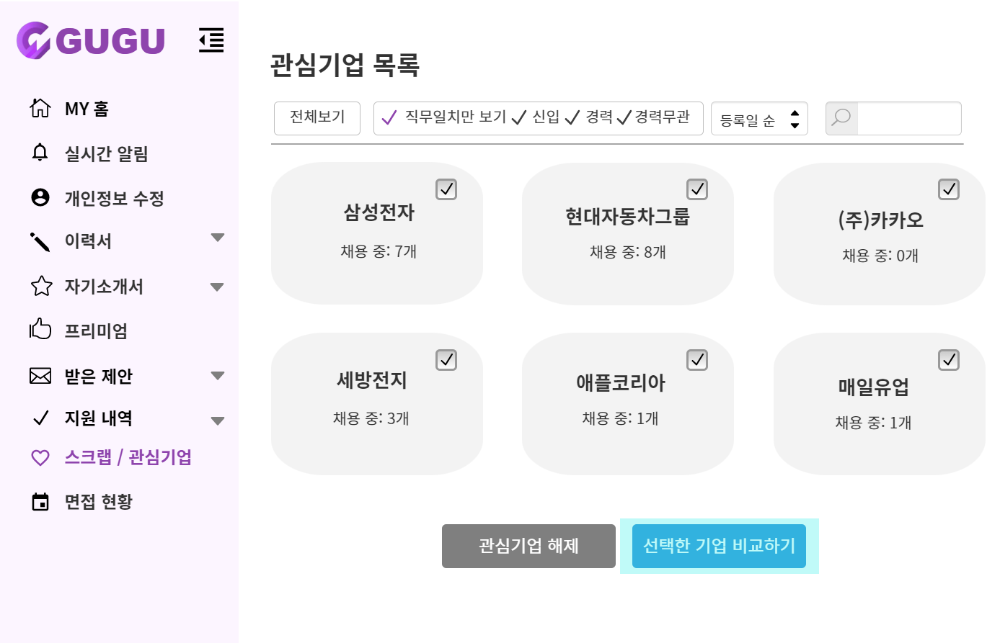 GUGU
MY 홈
실시간 알림
개인정보 수정
이력서
자기소개서
프리미엄
받은 제안
지원 내역
스크랩 / 관심기업
면접 현황
관심기업 목록
전체보기
직무일치만 보기 신입 경력 경력무관
등록일 순
삼성전자
채용 중: 7개
현대자동차그룹
채용 중: 8개
(주)카카오
채용 중: 0개
세방전지
채용 중: 3개
애플코리아
채용 중: 1개
매일유업
채용 중: 1개
관심기업 해제
선택한 기업 비교하기